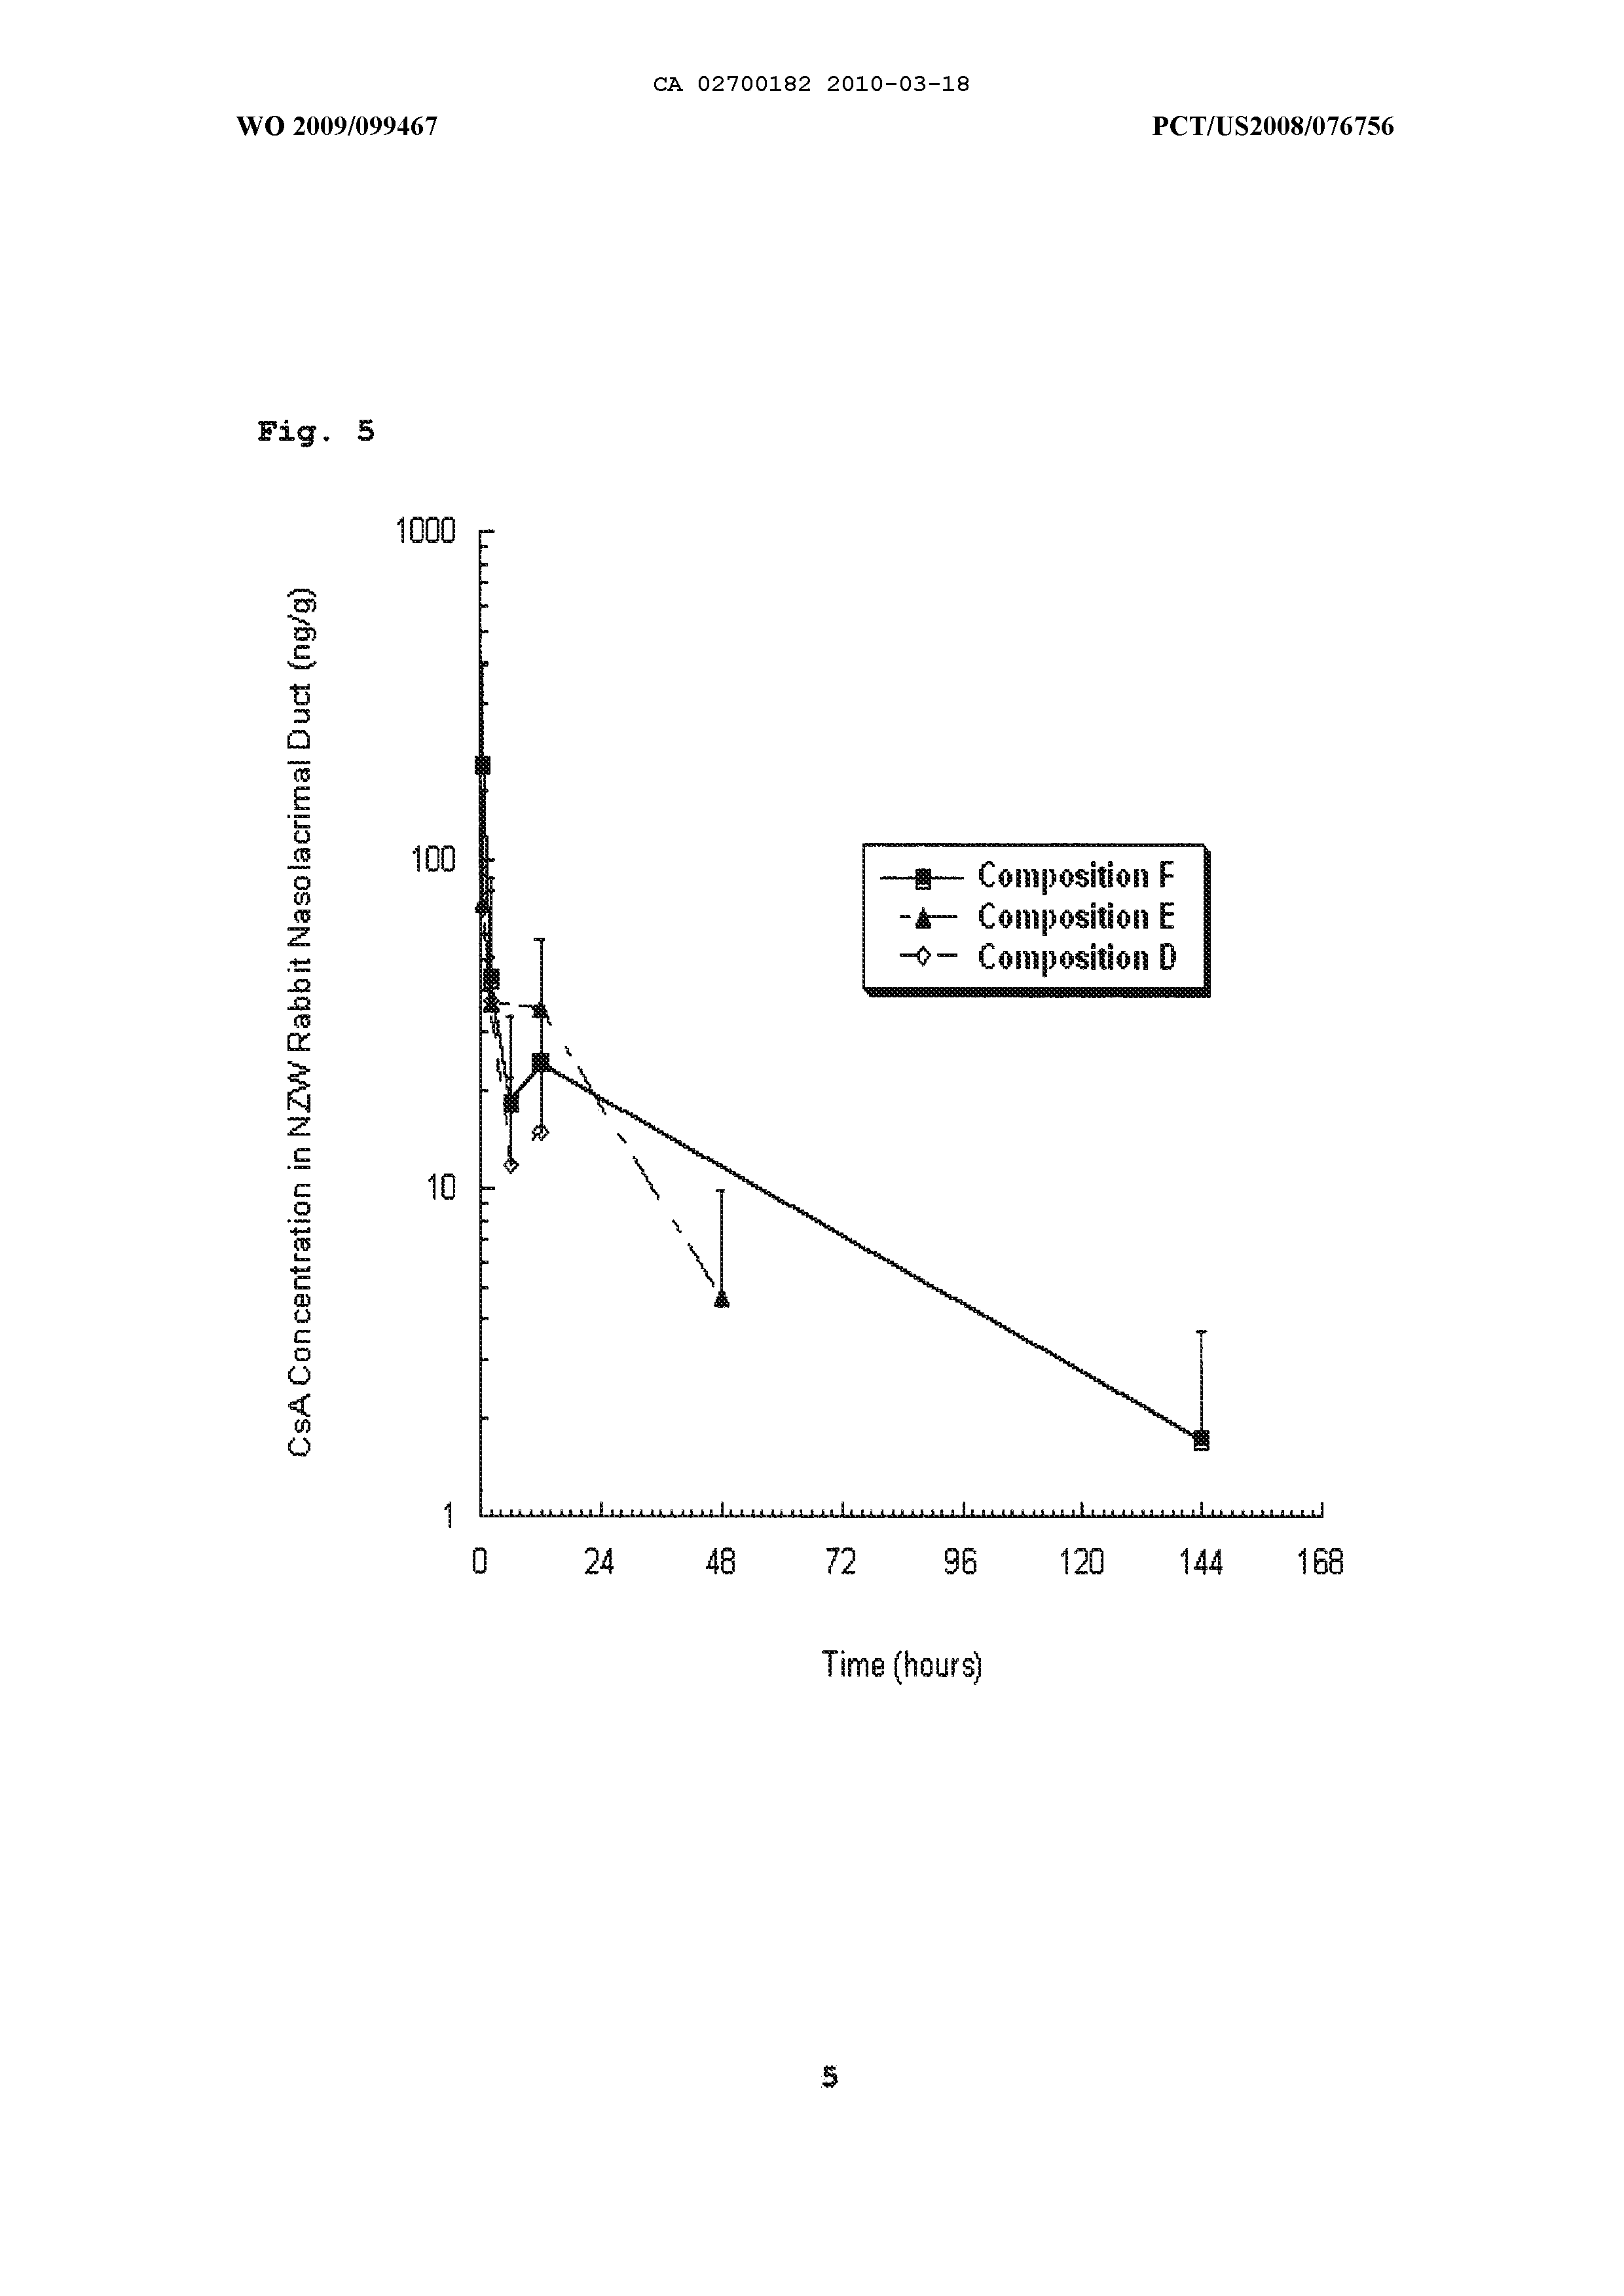 CA 02700182 2010-03-18
WO 2009/099467 PCT/US2008/076756
Fig. 5
CsA Concentration in NZW Rabbit Nasolacrimal Duct (ng/g)
1000
100
10
1
Composition F
Composition E
Composition D
0 24 48 72 96 120 144 168
Time (hours)
5